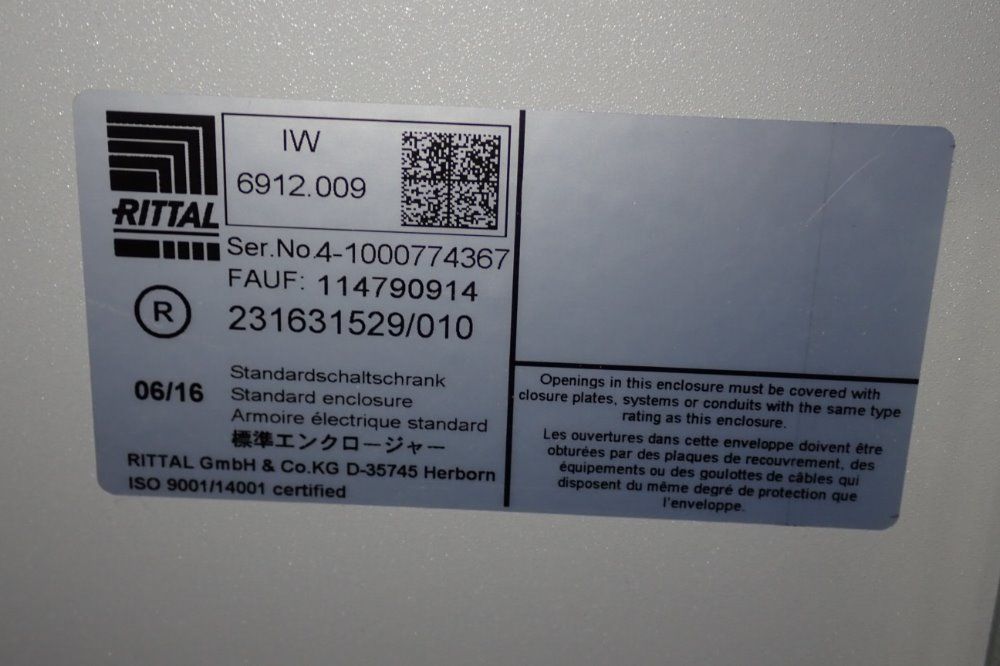 IW
6912.009
RITTAL
Ser.No.4-1000774367
FAUF: 114790914
R
231631529/010
06/16
Standardschaltschrank
Standard enclosure
Armoire électrique standard
標準エンクロージャー
RITTAL GmbH & Co.KG D-35745 Herborn
ISO 9001/14001 certified
Openings in this enclosure must be covered with
closure plates, systems or conduits with the same type
rating as this enclosure.
Les ouvertures dans cette enveloppe doivent être
obturées par des plaques de recouvrement, des
équipements ou des goulottes de câbles qui
disposent du même degré de protection que
l'enveloppe.